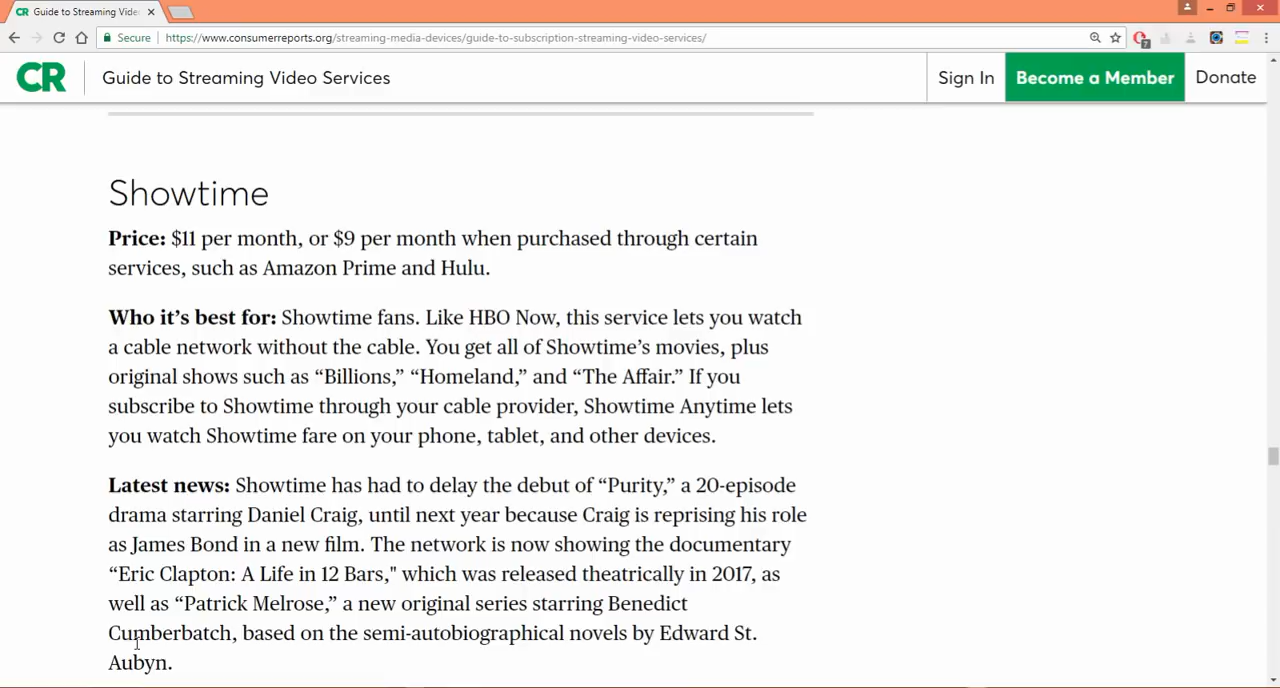 CR Guide to Streaming Vide
Secure https://www.consumerreports.org/streaming-media-devices/guide-to-subscription-streaming-video-services/
7
CR Guide to Streaming Video Services Sign In Become a Member Donate
Showtime
Price: $11 per month, or $9 per month when purchased through certain
services, such as Amazon Prime and Hulu.
Who it’s best for: Showtime fans. Like HBO Now, this service lets you watch
a cable network without the cable. You get all of Showtime’s movies, plus
original shows such as “Billions,” “Homeland,” and “The Affair.” If you
subscribe to Showtime through your cable provider, Showtime Anytime lets
you watch Showtime fare on your phone, tablet, and other devices.
Latest news: Showtime has had to delay the debut of “Purity,” a 20-episode
drama starring Daniel Craig, until next year because Craig is reprising his role
as James Bond in a new film. The network is now showing the documentary
“Eric Clapton: A Life in 12 Bars," which was released theatrically in 2017, as
well as “Patrick Melrose,” a new original series starring Benedict
Cumberbatch, based on the semi-autobiographical novels by Edward St.
Aubyn.